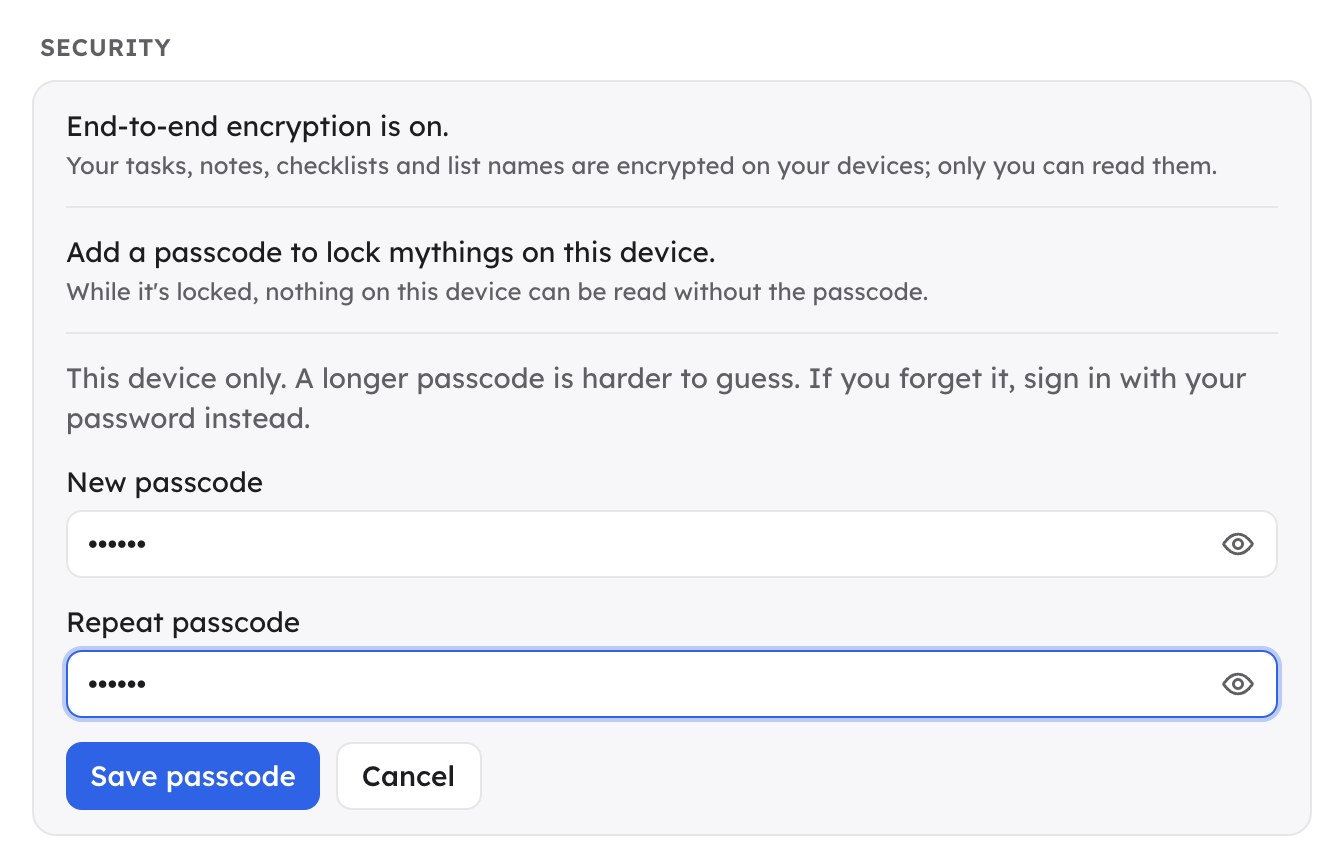 SECURITY
End-to-end encryption is on.
Your tasks, notes, checklists and list names are encrypted on your devices; only you can read them.
Add a passcode to lock mythings on this device.
While it's locked, nothing on this device can be read without the passcode.
This device only. A longer passcode is harder to guess. If you forget it, sign in with your
password instead.
New passcode
••••••
Repeat passcode
••••••
Save passcode
Cancel